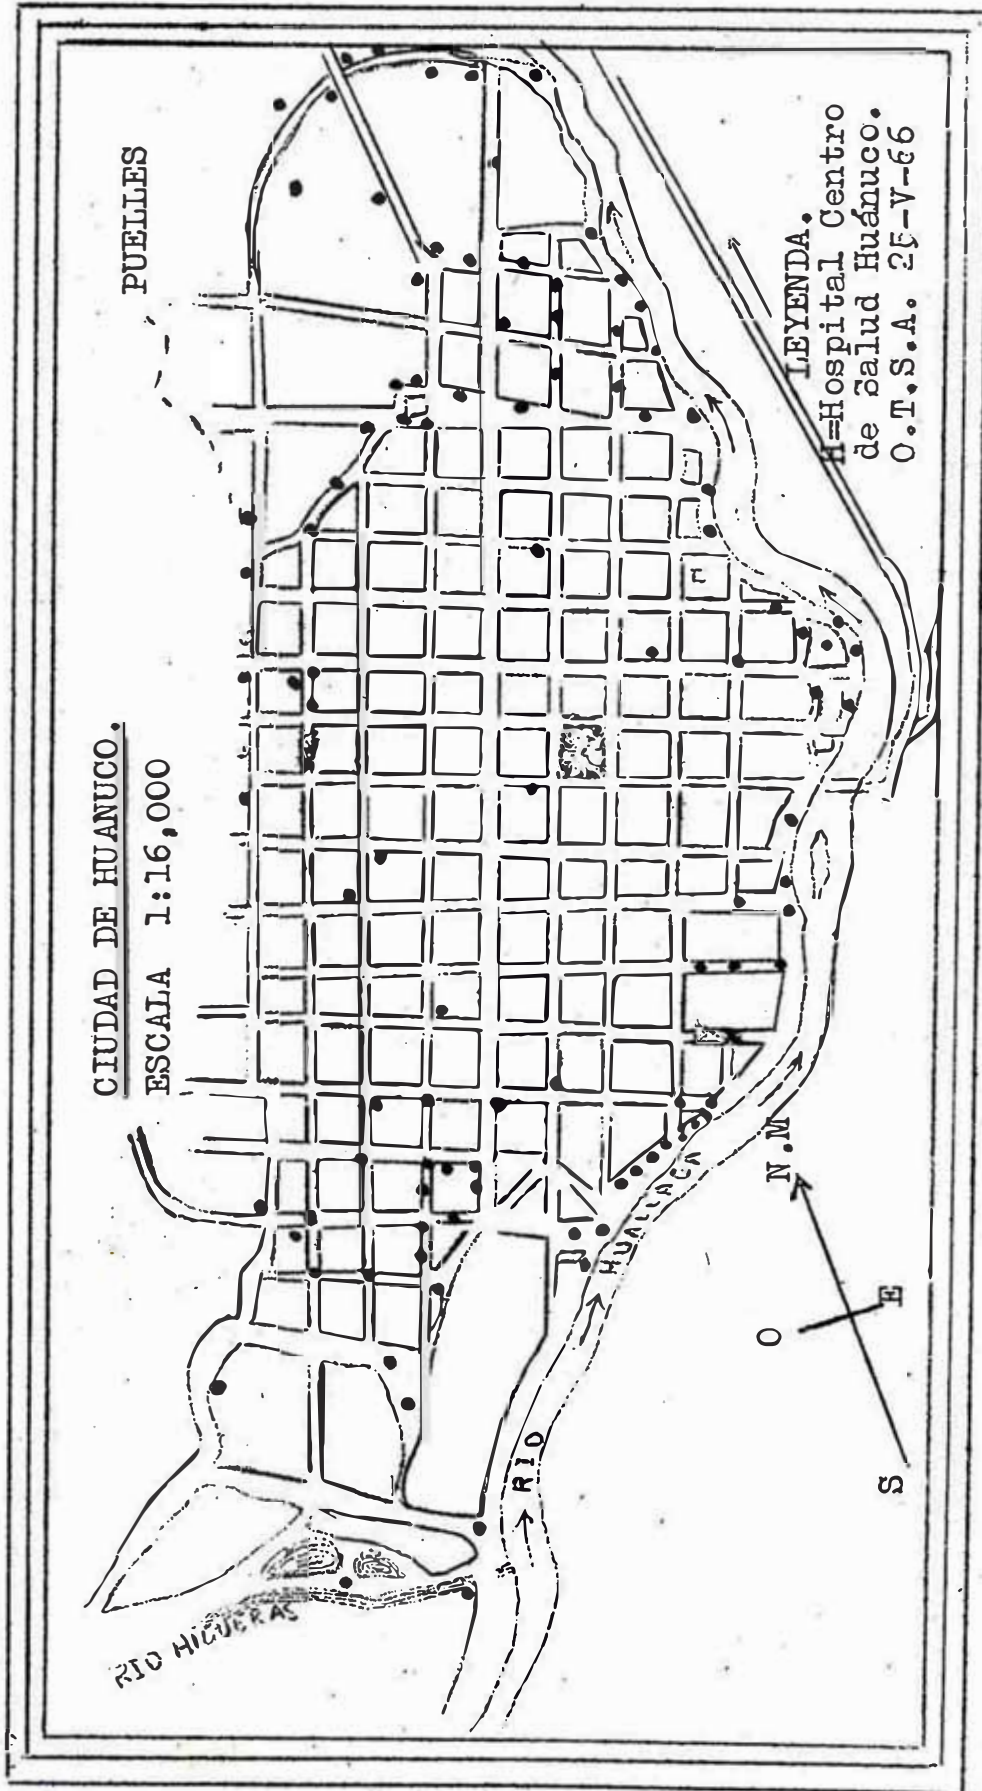 CIUDAD DE HUANUCO.
ESCALA 1:16,000
PUELLES
RIO HIGUERAS
RIO HUALLAGA
N.M
O
E
S
LEYENDA.
H=Hospital Centro
de Salud Huánuco.
O.T.S.A.